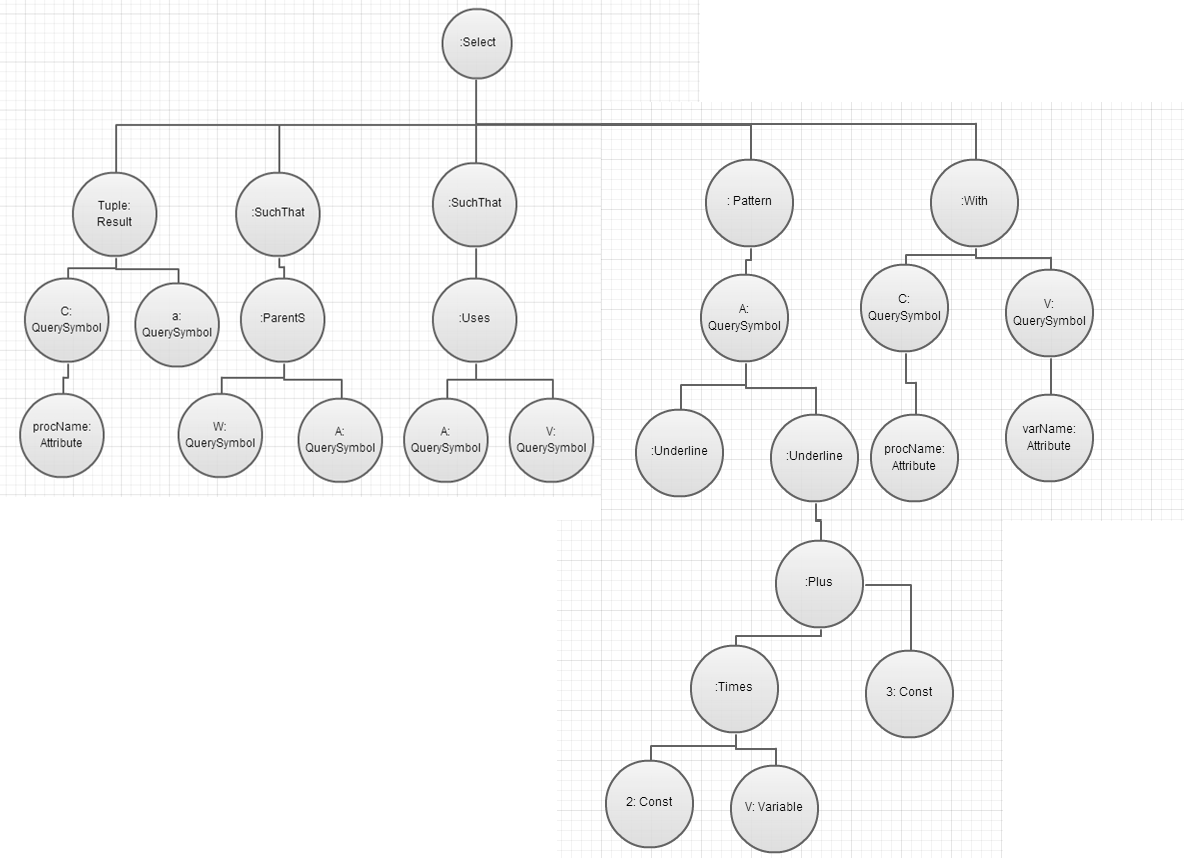 :Select
Tuple:
Result
:SuchThat
:SuchThat
: Pattern
:With
C:
QuerySymbol
a:
QuerySymbol
:ParentS
:Uses
A:
QuerySymbol
C:
QuerySymbol
V:
QuerySymbol
procName:
Attribute
W:
QuerySymbol
A:
QuerySymbol
A:
QuerySymbol
V:
QuerySymbol
:Underline
:Underline
procName:
Attribute
varName:
Attribute
:Plus
:Times
3: Const
2: Const
V: Variable